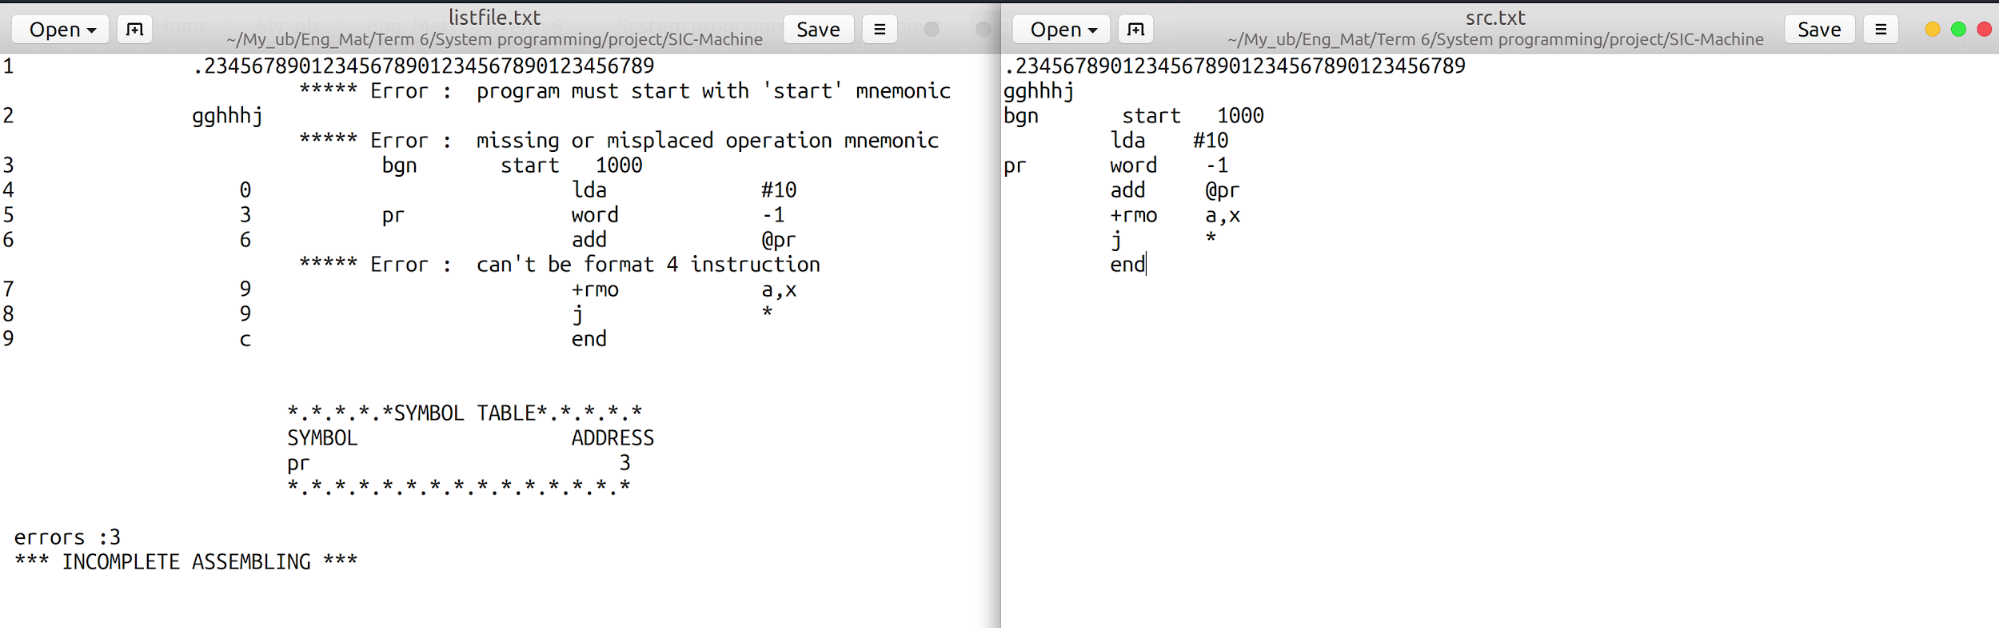 Open listfile.txt Save
~/My_ub/Eng_Mat/Term 6/System programming/project/SIC-Machine
1 .23456789012345678901234567890123456789
***** Error : program must start with 'start' mnemonic
2 gghhhj
***** Error : missing or misplaced operation mnemonic
3 bgn start 1000
4 0 lda #10
5 3 pr word -1
6 6 add @pr
***** Error : can't be format 4 instruction
7 9 +rmo a,x
8 9 j *
9 c end
*.*.*.*.*SYMBOL TABLE*.*.*.*.*
SYMBOL ADDRESS
pr 3
*.*.*.*.*.*.*.*.*.*.*.*.*.*.*
errors :3
*** INCOMPLETE ASSEMBLING ***
Open src.txt Save
~/My_ub/Eng_Mat/Term 6/System programming/project/SIC-Machine
.23456789012345678901234567890123456789
gghhhj
bgn start 1000
lda #10
pr word -1
add @pr
+rmo a,x
j *
end